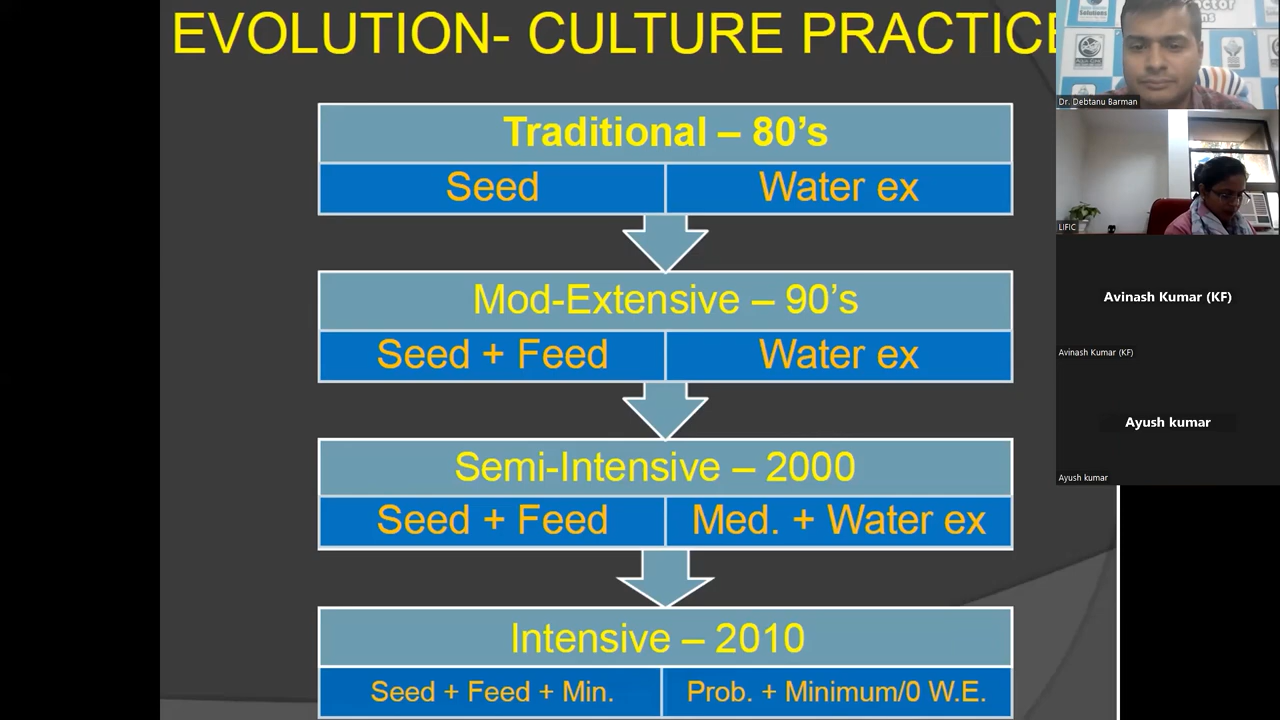 EVOLUTION- CULTURE PRACTICE
Traditional – 80’s
Seed
Water ex
Mod-Extensive – 90’s
Seed + Feed
Water ex
Semi-Intensive – 2000
Seed + Feed
Med. + Water ex
Intensive – 2010
Seed + Feed + Min.
Prob. + Minimum/0 W.E.
Dr. Debtanu Barman
LIFIC
Avinash Kumar (KF)
Avinash Kumar (KF)
Ayush kumar
Ayush kumar